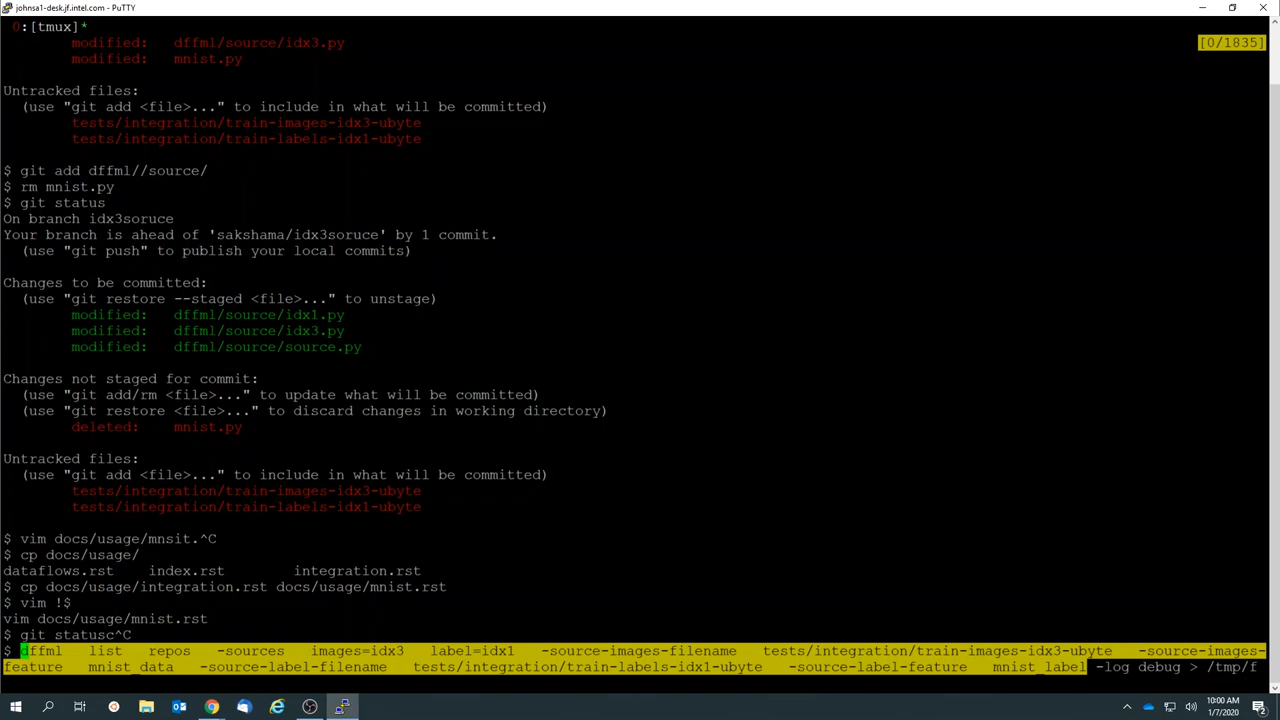 johnsa1-desk.jf.intel.com - PuTTY
0:[tmux]*
modified:   dffml/source/idx3.py
[0/1835]
modified:   mnist.py
Untracked files:
(use "git add <file>..." to include in what will be committed)
tests/integration/train-images-idx3-ubyte
tests/integration/train-labels-idx1-ubyte
$ git add dffml//source/
$ rm mnist.py
$ git status
On branch idx3soruce
Your branch is ahead of 'sakshama/idx3soruce' by 1 commit.
(use "git push" to publish your local commits)
Changes to be committed:
(use "git restore --staged <file>..." to unstage)
modified:   dffml/source/idx1.py
modified:   dffml/source/idx3.py
modified:   dffml/source/source.py
Changes not staged for commit:
(use "git add/rm <file>..." to update what will be committed)
(use "git restore <file>..." to discard changes in working directory)
deleted:    mnist.py
Untracked files:
(use "git add <file>..." to include in what will be committed)
tests/integration/train-images-idx3-ubyte
tests/integration/train-labels-idx1-ubyte
$ vim docs/usage/mnsit.^C
$ cp docs/usage/
dataflows.rst    index.rst        integration.rst
$ cp docs/usage/integration.rst docs/usage/mnist.rst
$ vim !$
vim docs/usage/mnist.rst
$ git statusc^C
$ dffml   list   repos   -sources   images=idx3   label=idx1   -source-images-filename   tests/integration/train-images-idx3-ubyte   -source-images-
feature   mnist_data   -source-label-filename   tests/integration/train-labels-idx1-ubyte   -source-label-feature   mnist_label -log debug > /tmp/f
10:00 AM
1/7/2020
2